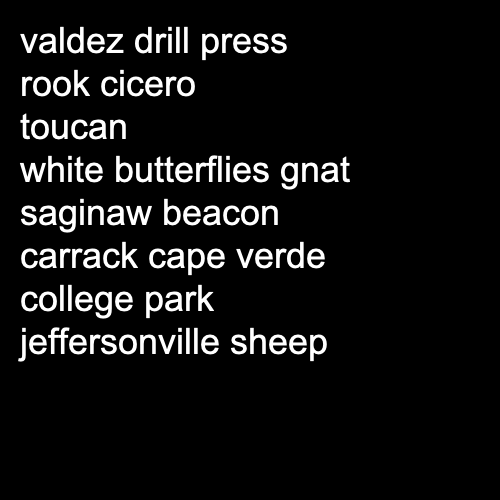 valdez drill press
rook cicero
toucan
white butterflies gnat
saginaw beacon
carrack cape verde
college park
jeffersonville sheep